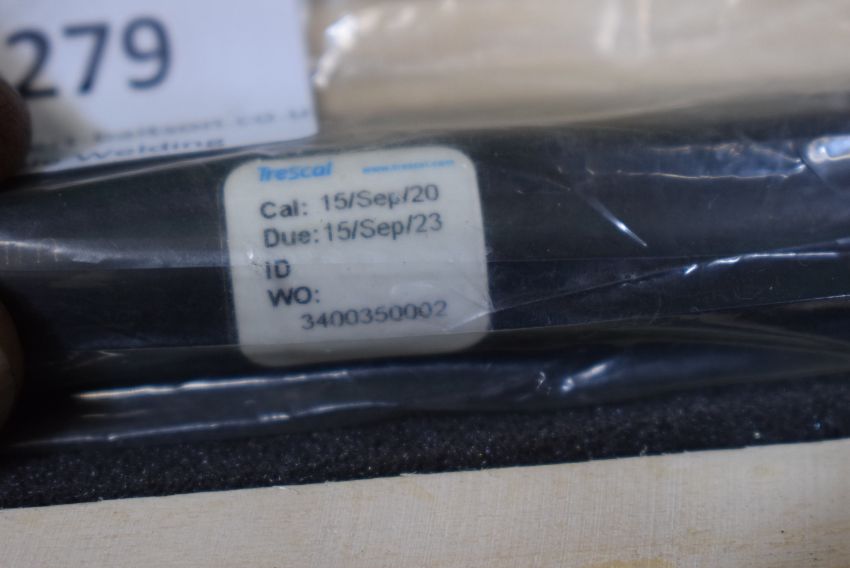 279
Welding
Trescal www.trescal.com
Cal: 15/Sep/20
Due: 15/Sep/23
ID
WO:
3400350002